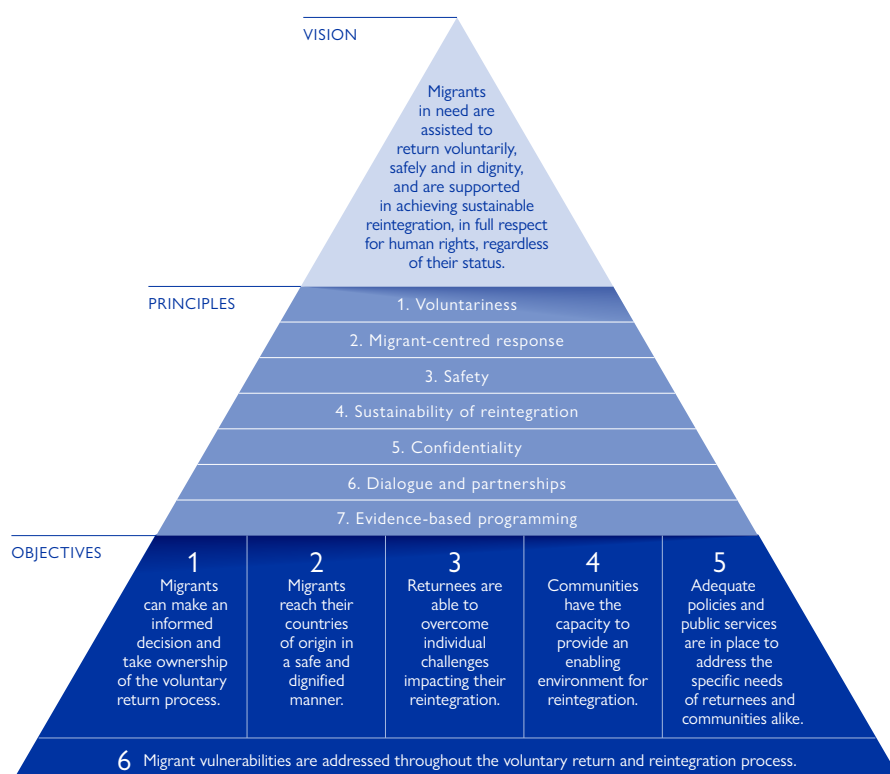 VISION
Migrants
in need are
assisted to
return voluntarily,
safely and in dignity,
and are supported
in achieving sustainable
reintegration, in full respect
for human rights, regardless
of their status.
PRINCIPLES
1. Voluntariness
2. Migrant-centred response
3. Safety
4. Sustainability of reintegration
5. Confidentiality
6. Dialogue and partnerships
7. Evidence-based programming
OBJECTIVES
1
Migrants
can make an
informed
decision and
take ownership
of the voluntary
return process.
2
Migrants
reach their
countries
of origin in
a safe and
dignified
manner.
3
Returnees are
able to
overcome
individual
challenges
impacting their
reintegration.
4
Communities
have the
capacity to
provide an
enabling
environment for
reintegration.
5
Adequate
policies and
public services
are in place to
address the
specific needs
of returnees and
communities alike.
6 Migrant vulnerabilities are addressed throughout the voluntary return and reintegration process.